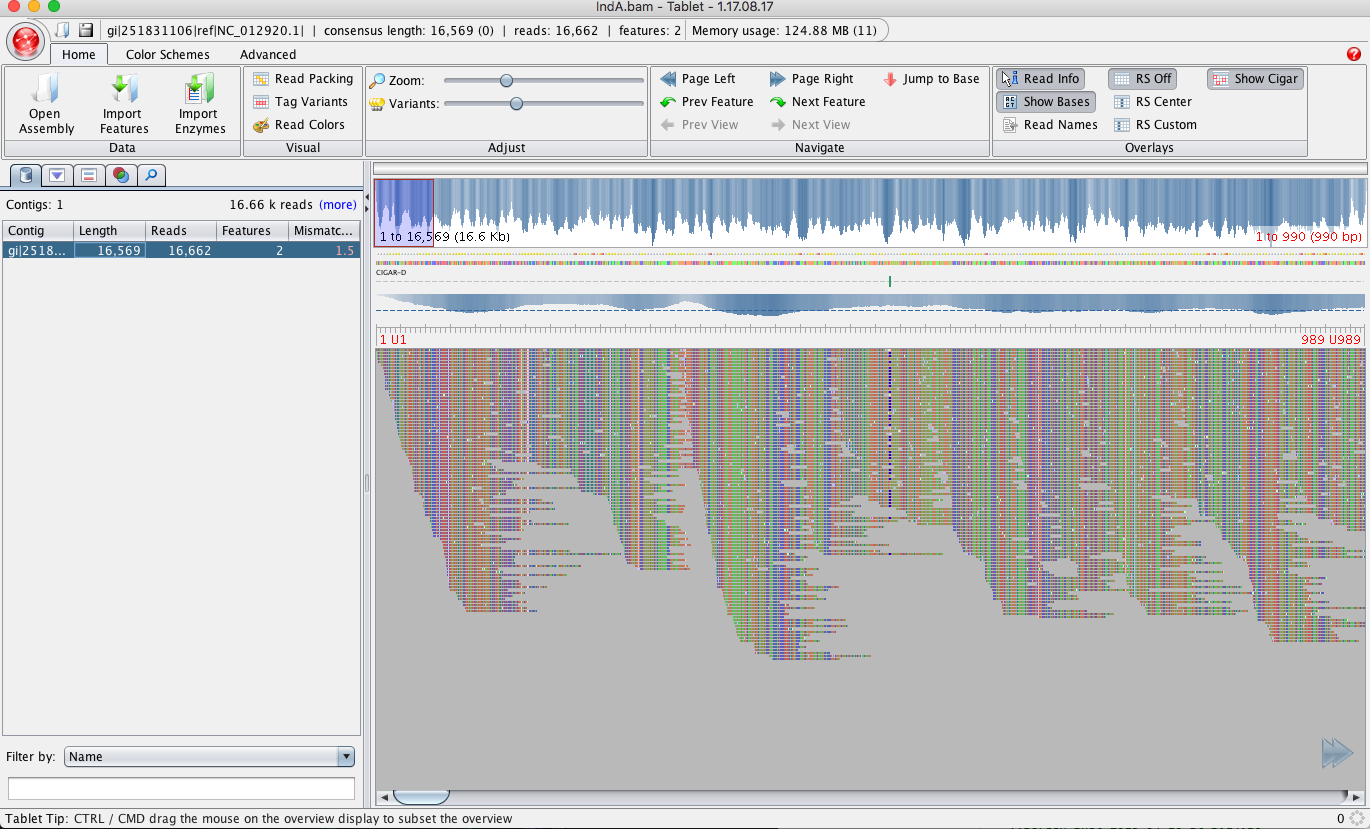 IndA.bam - Tablet - 1.17.08.17
gi|251831106|ref|NC_012920.1| | consensus length: 16,569 (0) | reads: 16,662 | features: 2 Memory usage: 124.88 MB (11)
Home Color Schemes Advanced
Open Assembly
Import Features
Import Enzymes
Data
Read Packing
Tag Variants
Read Colors
Visual
Zoom:
Variants:
Adjust
Page Left Page Right Jump to Base
Prev Feature Next Feature
Prev View Next View
Navigate
Read Info RS Off Show Cigar
Show Bases RS Center
Read Names RS Custom
Overlays
Contigs: 1 16.66 k reads (more)
Contig Length Reads Features Mismatc...
gi|2518... 16,569 16,662 2 1.5
1 to 16,569 (16.6 Kb) 1 to 990 (990 bp)
CIGAR-D
1 U1 989 U989
Filter by: Name
Tablet Tip: CTRL / CMD drag the mouse on the overview display to subset the overview 0